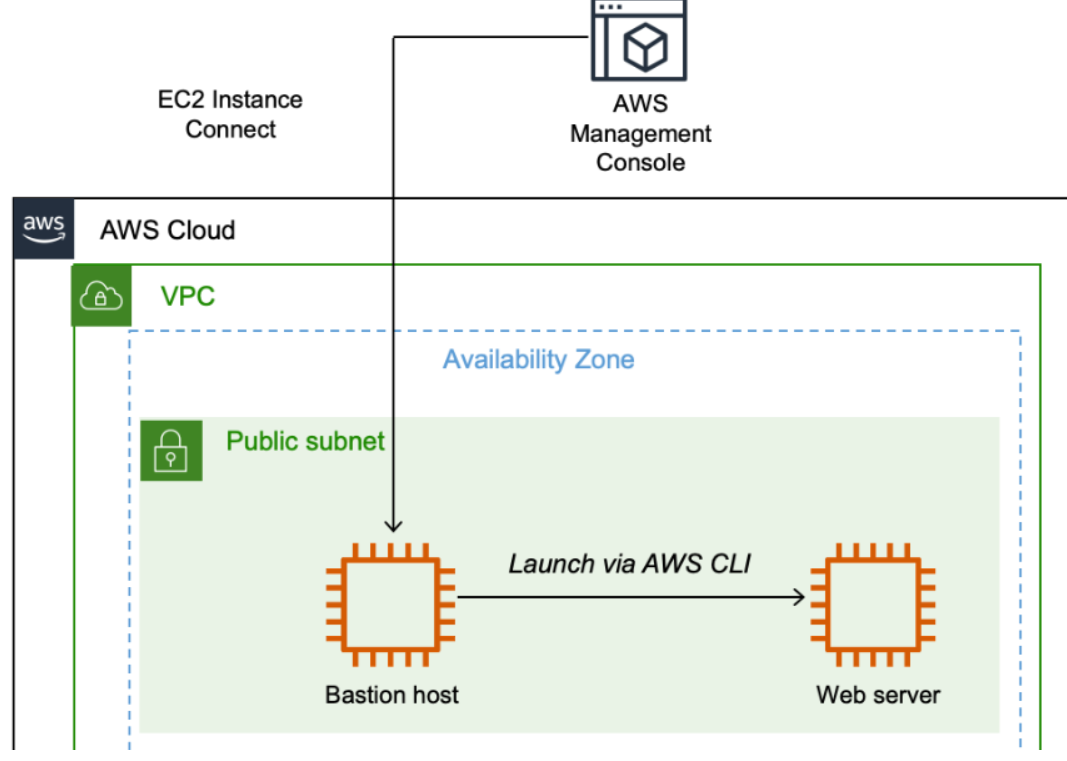 EC2 Instance
Connect
AWS
Management
Console
aws
AWS Cloud
VPC
Availability Zone
Public subnet
Launch via AWS CLI
Bastion host
Web server